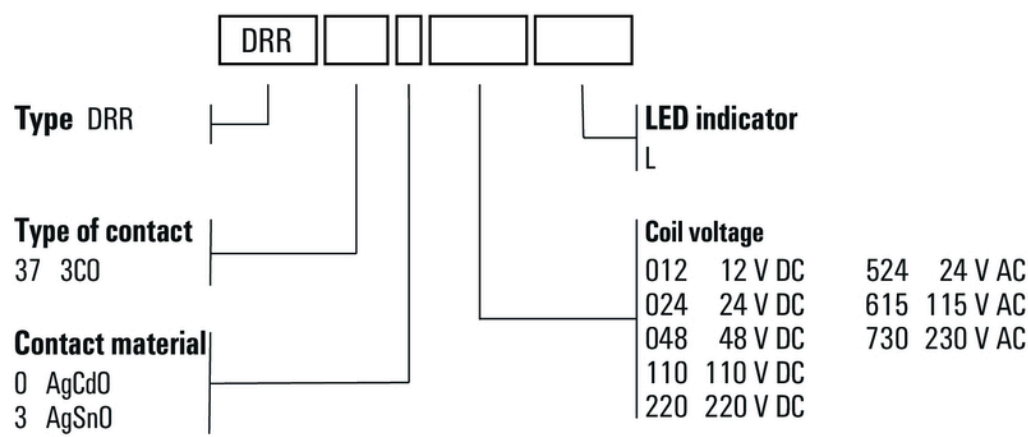 DRR
Type DRR
Type of contact
37 3CO
Contact material
0 AgCdO
3 AgSnO
LED indicator
L
Coil voltage
012 12 V DC 524 24 V AC
024 24 V DC 615 115 V AC
048 48 V DC 730 230 V AC
110 110 V DC
220 220 V DC